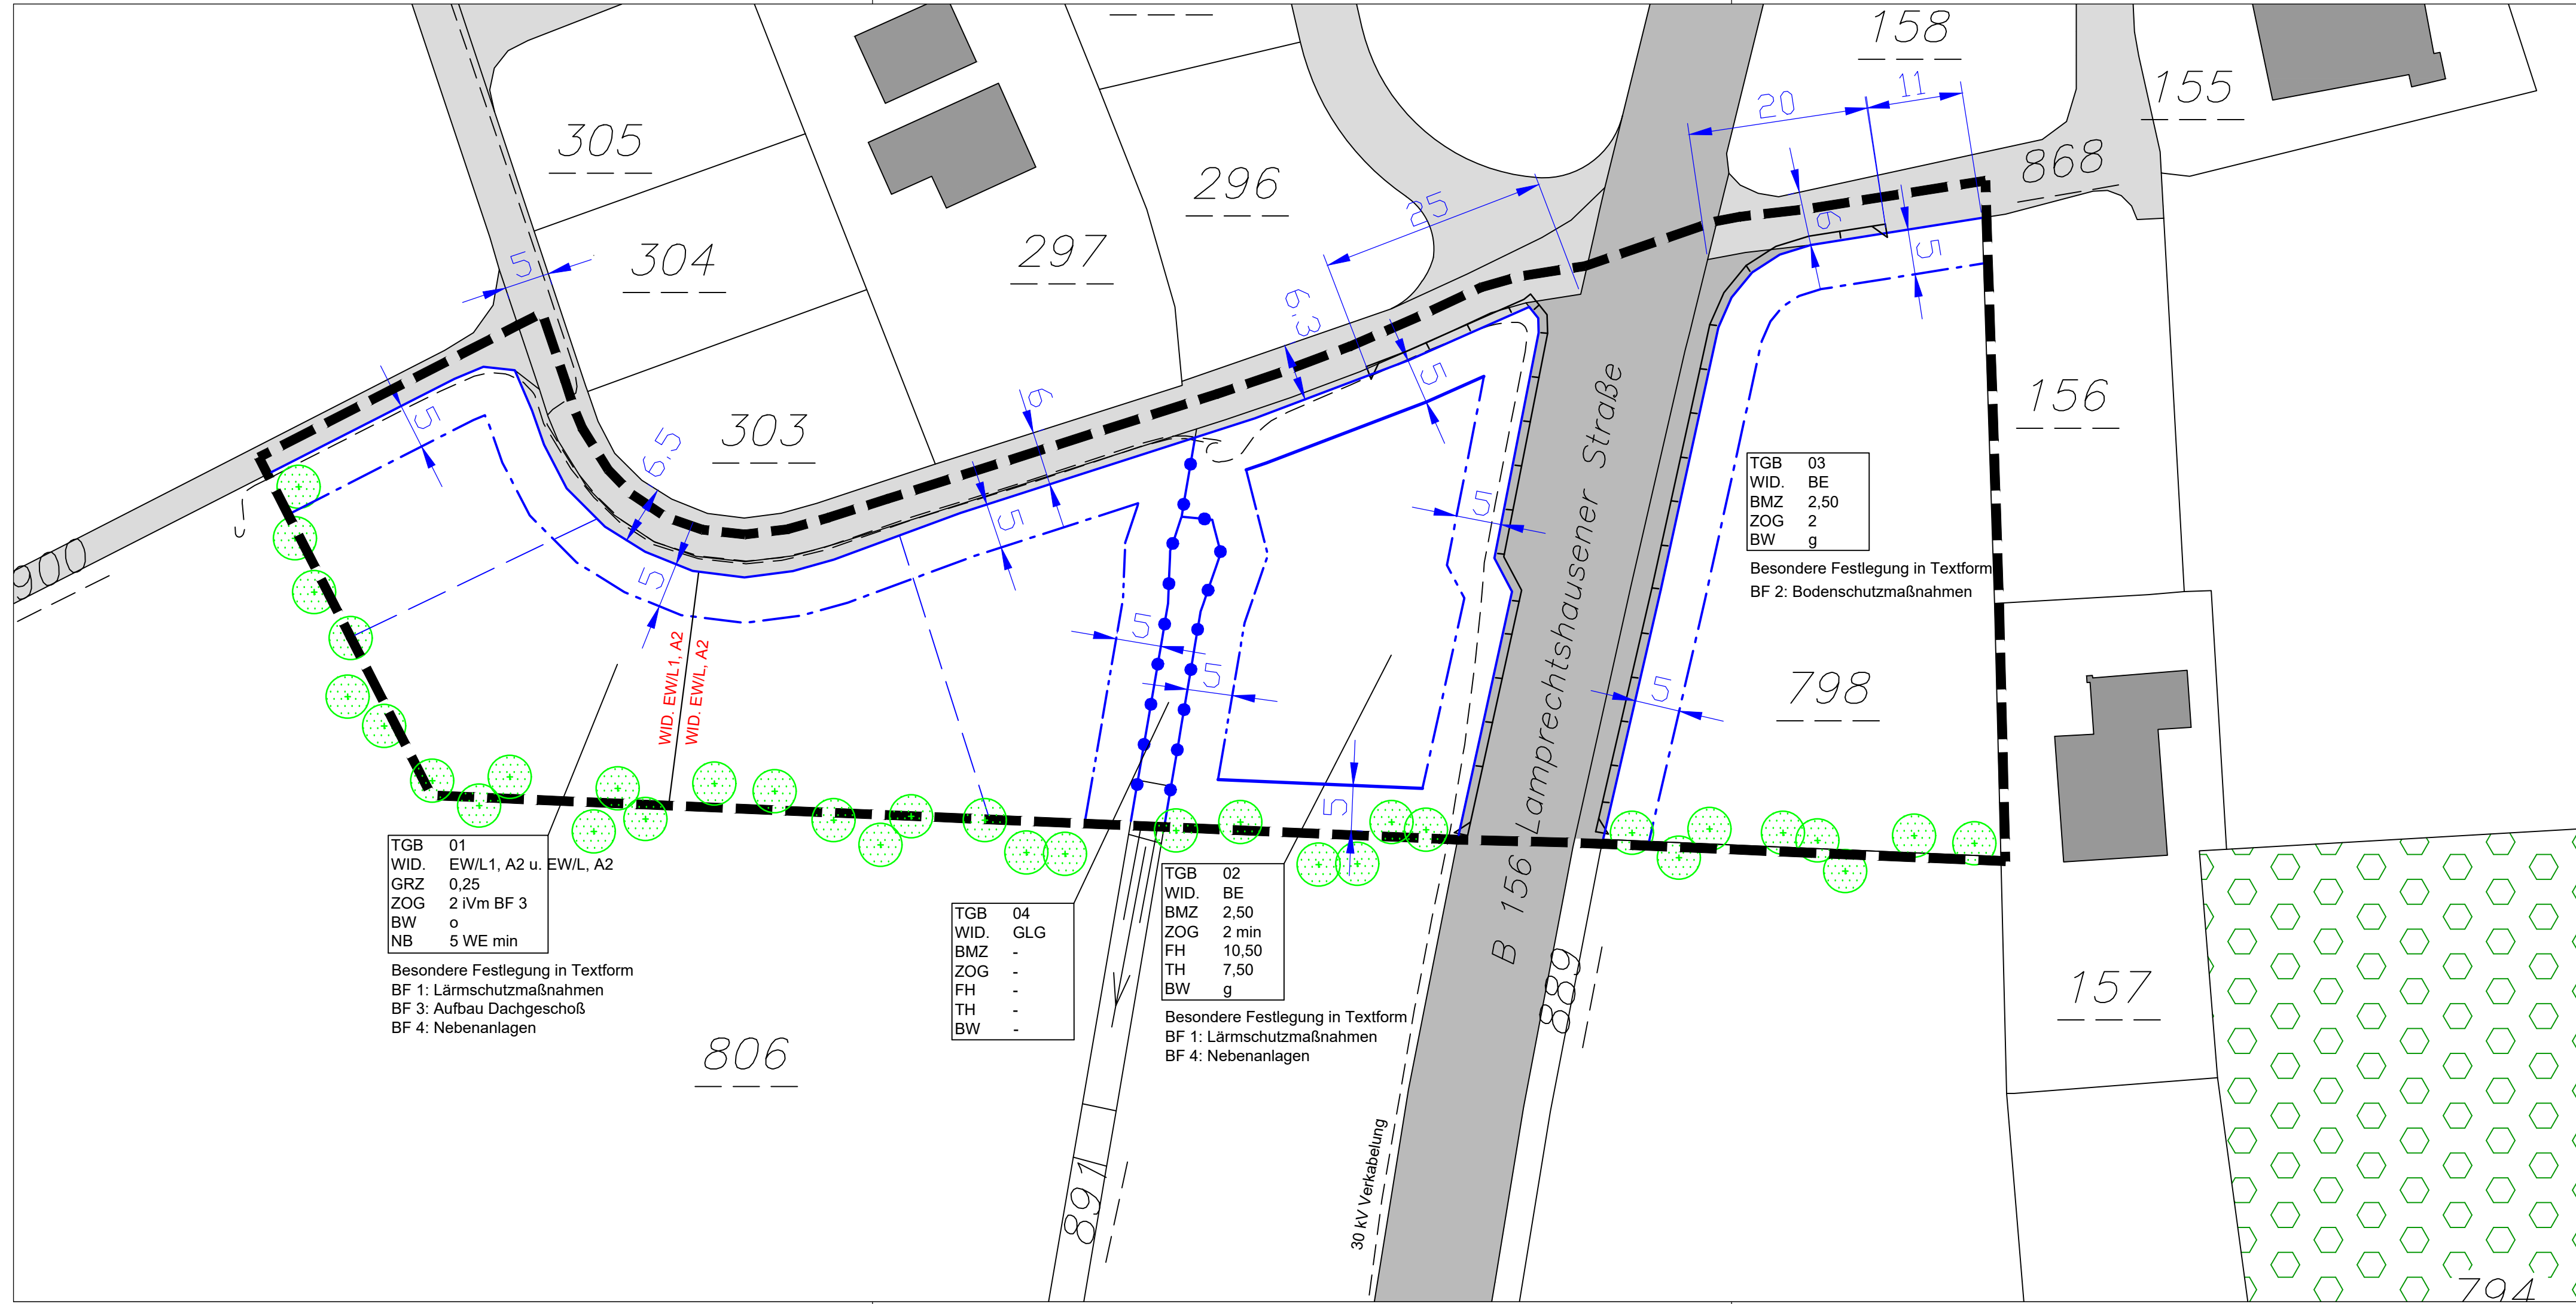 158
155
305
20
11
868
296
304
297
25
6
5
5
6.3
156
303
5
5
6
6.5
5
5
5
5
5
5
5
5
900
WID. EW/L1, A2
WID. EW/L, A2
B 156 Lamprechtshausener Straße
TGB 03
WID. BE
BMZ 2,50
ZOG 2
BW g
Besondere Festlegung in Textform
BF 2: Bodenschutzmaßnahmen
798
TGB 01
WID. EW/L1, A2 u. EW/L, A2
GRZ 0,25
ZOG 2 iVm BF 3
BW o
NB 5 WE min
Besondere Festlegung in Textform
BF 1: Lärmschutzmaßnahmen
BF 3: Aufbau Dachgeschoß
BF 4: Nebenanlagen
TGB 04
WID. GLG
BMZ -
ZOG -
FH -
TH -
BW -
TGB 02
WID. BE
BMZ 2,50
ZOG 2 min
FH 10,50
TH 7,50
BW g
Besondere Festlegung in Textform
BF 1: Lärmschutzmaßnahmen
BF 4: Nebenanlagen
889
157
806
891
30 kV Verkabelung
794